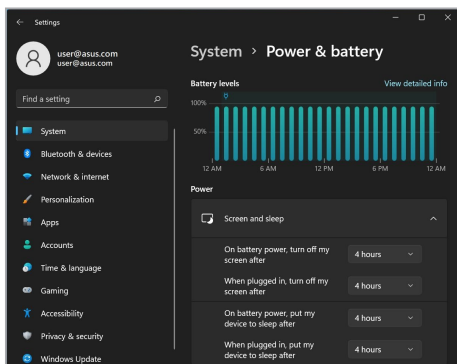 Settings
user@asus.com
user@asus.com
Find a setting
System
Bluetooth & devices
Network & internet
Personalization
Apps
Accounts
Time & language
Gaming
Accessibility
Privacy & security
Windows Update
System > Power & battery
Battery levels
View detailed info
100%
50%
12 AM 6 AM 12 PM 6 PM 12 AM
Power
Screen and sleep
On battery power, turn off my
screen after
4 hours
When plugged in, turn off my
screen after
4 hours
On battery power, put my
device to sleep after
4 hours
When plugged in, put my
device to sleep after
4 hours